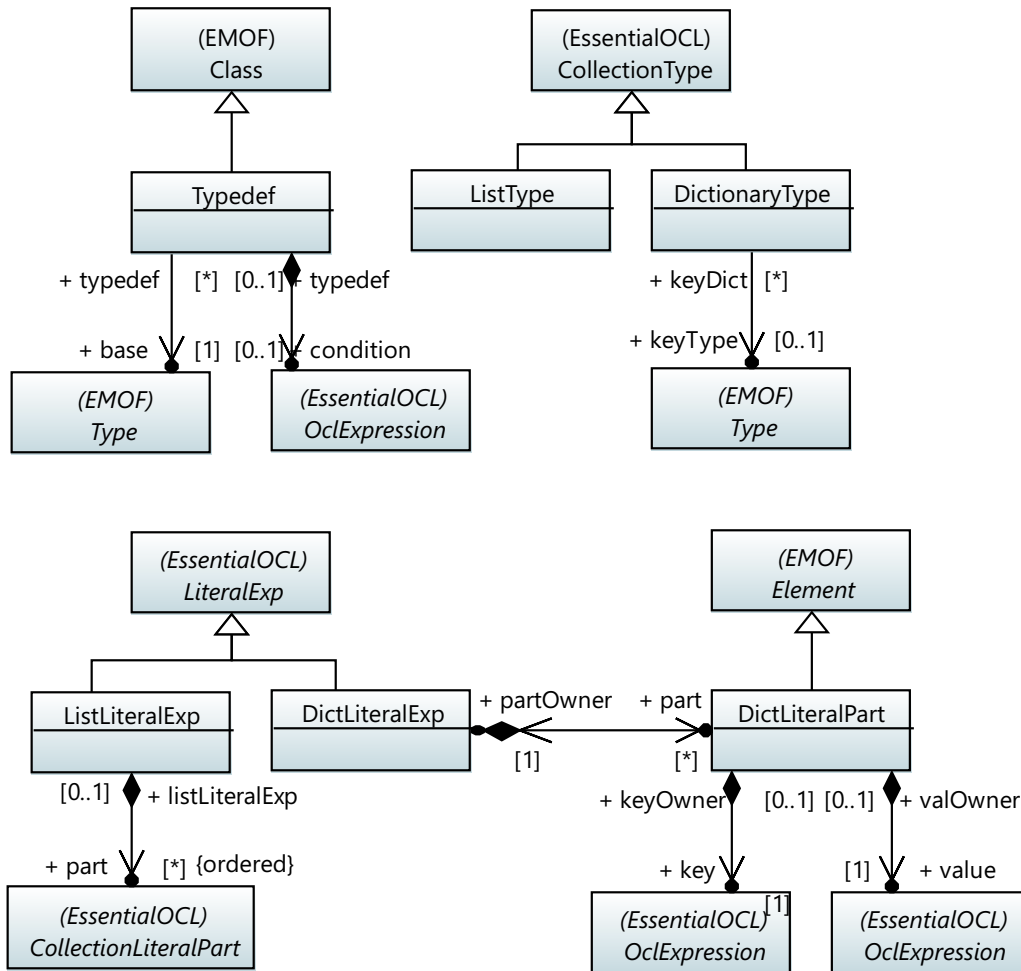 (EMOF)
Class
(EssentialOCL)
CollectionType
Typedef
ListType
DictionaryType
+ typedef [*] [0..1] + typedef
+ keyDict [*]
+ base [1] [0..1] + condition
+ keyType [0..1]
(EMOF)
Type
(EssentialOCL)
OclExpression
(EMOF)
Type
(EssentialOCL)
LiteralExp
(EMOF)
Element
ListLiteralExp
DictLiteralExp
+ partOwner + part
[1] [*]
DictLiteralPart
[0..1] + listLiteralExp
+ keyOwner [0..1] [0..1] + valOwner
+ part [*] {ordered}
+ key [1]
[1] + value
(EssentialOCL)
CollectionLiteralPart
(EssentialOCL)
OclExpression
(EssentialOCL)
OclExpression